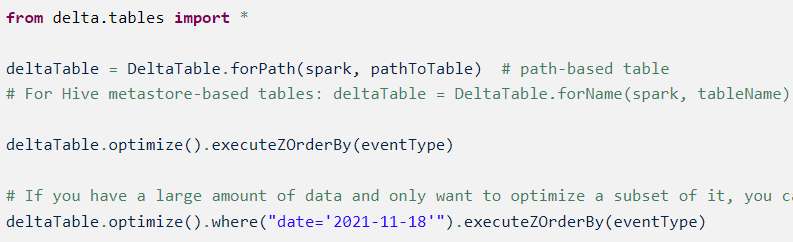 from delta.tables import *
deltaTable = DeltaTable.forPath(spark, pathToTable)  # path-based table
# For Hive metastore-based tables: deltaTable = DeltaTable.forName(spark, tableName)
deltaTable.optimize().executeZOrderBy(eventType)
# If you have a large amount of data and only want to optimize a subset of it, you
deltaTable.optimize().where("date='2021-11-18'").executeZOrderBy(eventType)